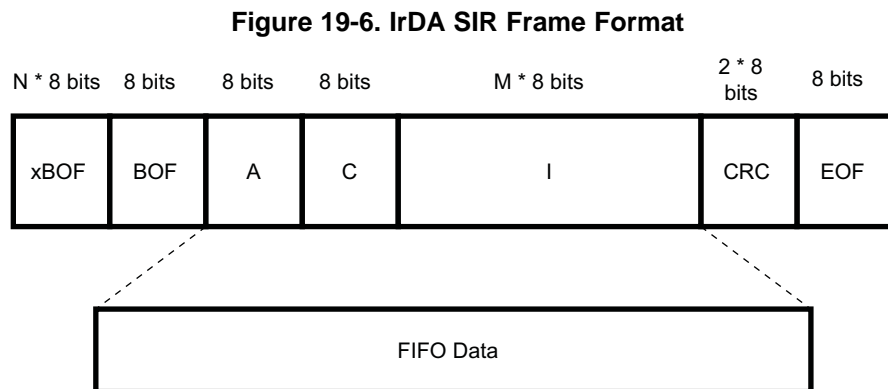 Figure 19-6. IrDA SIR Frame Format
N * 8 bits 8 bits 8 bits 8 bits M * 8 bits 2 * 8 bits 8 bits
xBOF BOF A C I CRC EOF
FIFO Data